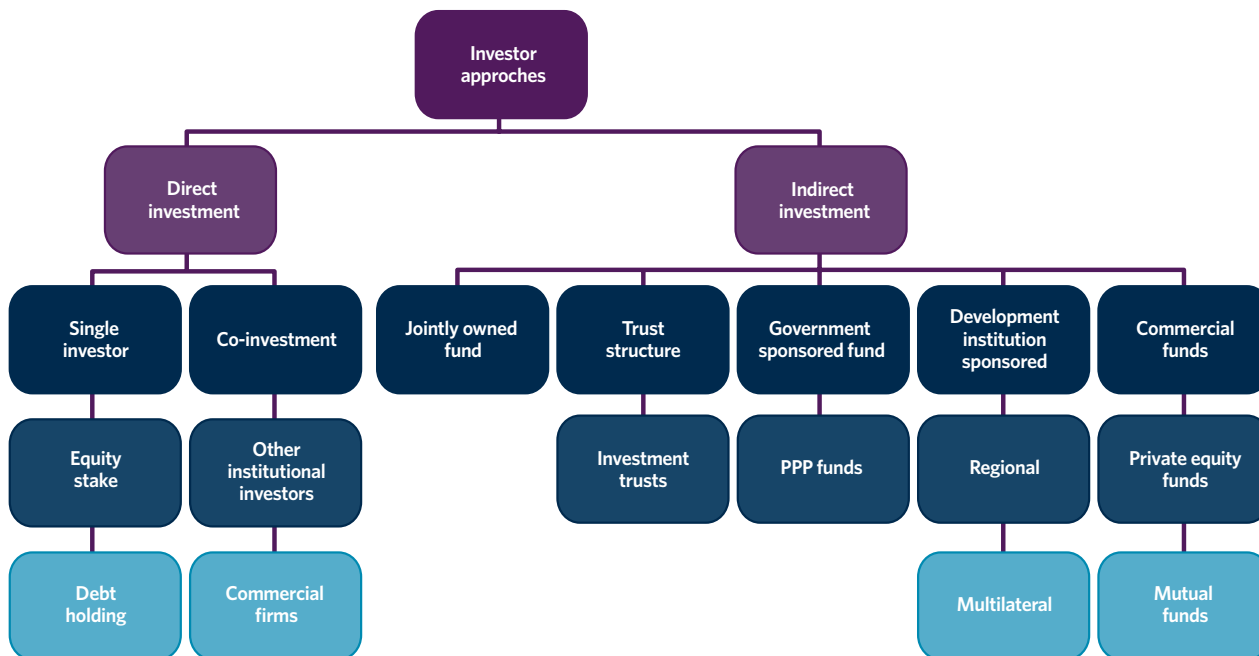 Investor
approches
Direct
investment
Indirect
investment
Single
investor
Co-investment
Jointly owned
fund
Trust
structure
Government
sponsored fund
Development
institution
sponsored
Commercial
funds
Equity
stake
Other
institutional
investors
Investment
trusts
PPP funds
Regional
Private equity
funds
Debt
holding
Commercial
firms
Multilateral
Mutual
funds